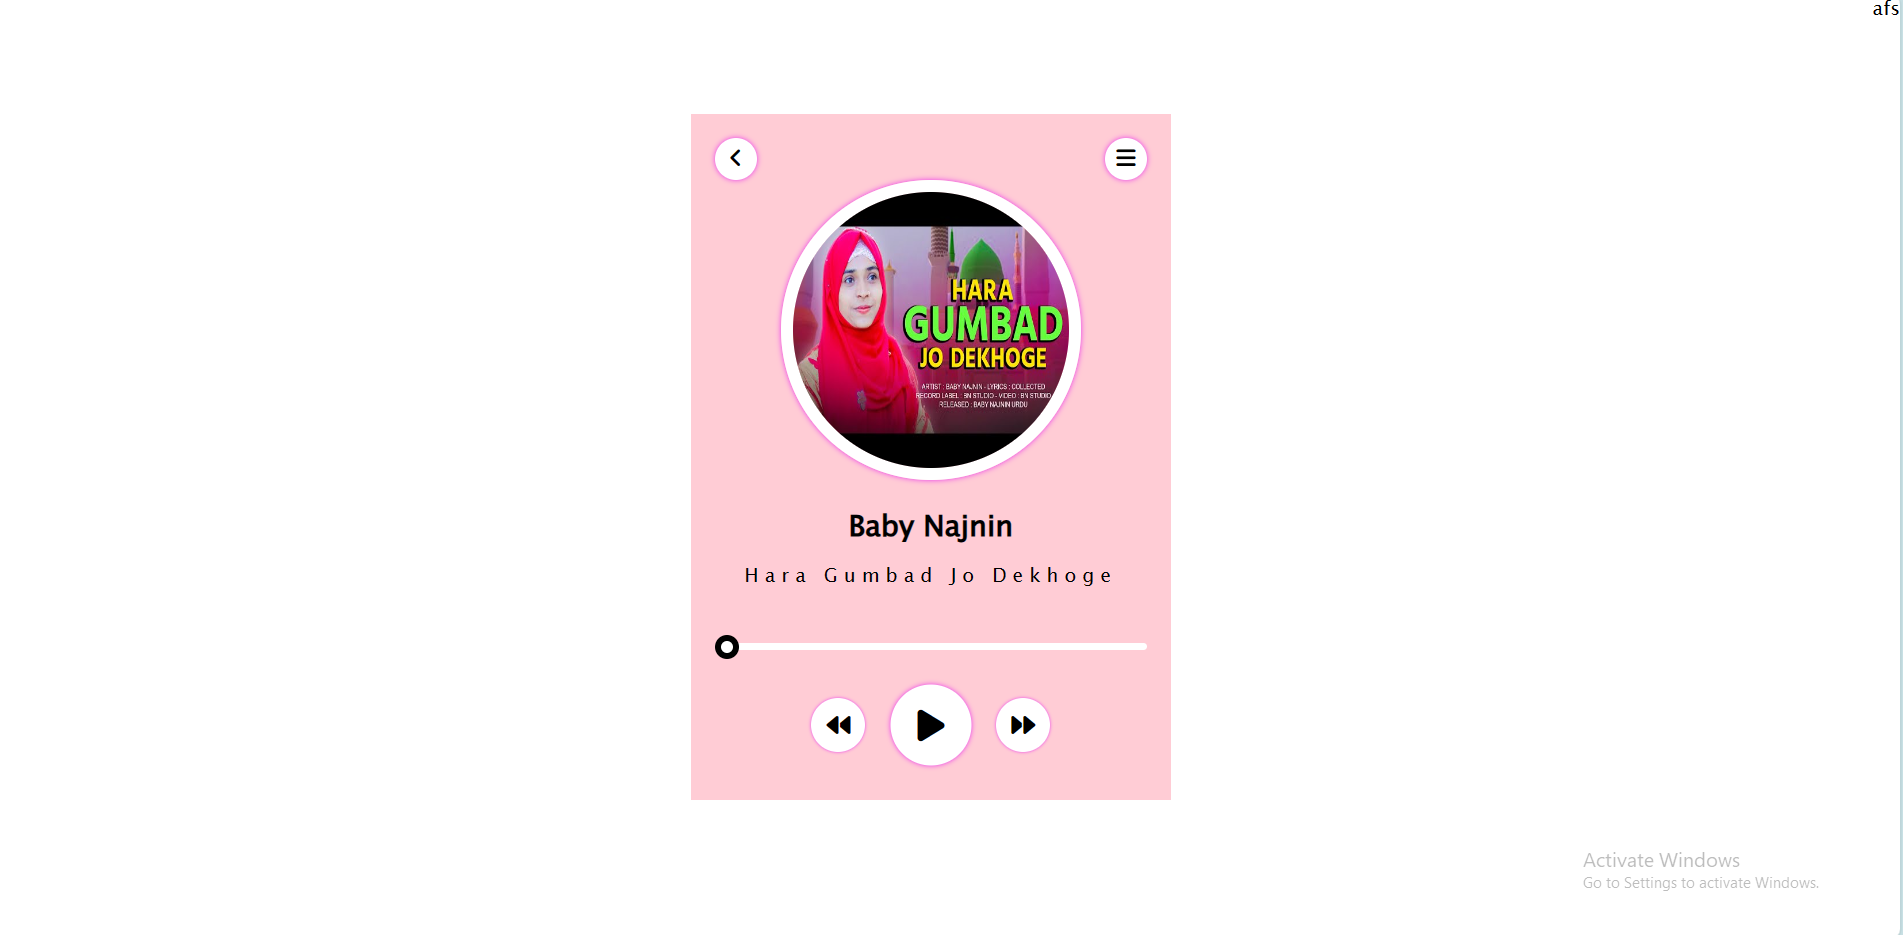 afs
HARA
GUMBAD
JO DEKHOGE
ARTIST : BABY NAJNIN - LYRICS : COLLECTED
RECORD LABEL : BN STUDIO - VIDEO : BN STUDIO
RELEASED : BABY NAJNIN URDU
Baby Najnin
Hara Gumbad Jo Dekhoge
Activate Windows
Go to Settings to activate Windows.